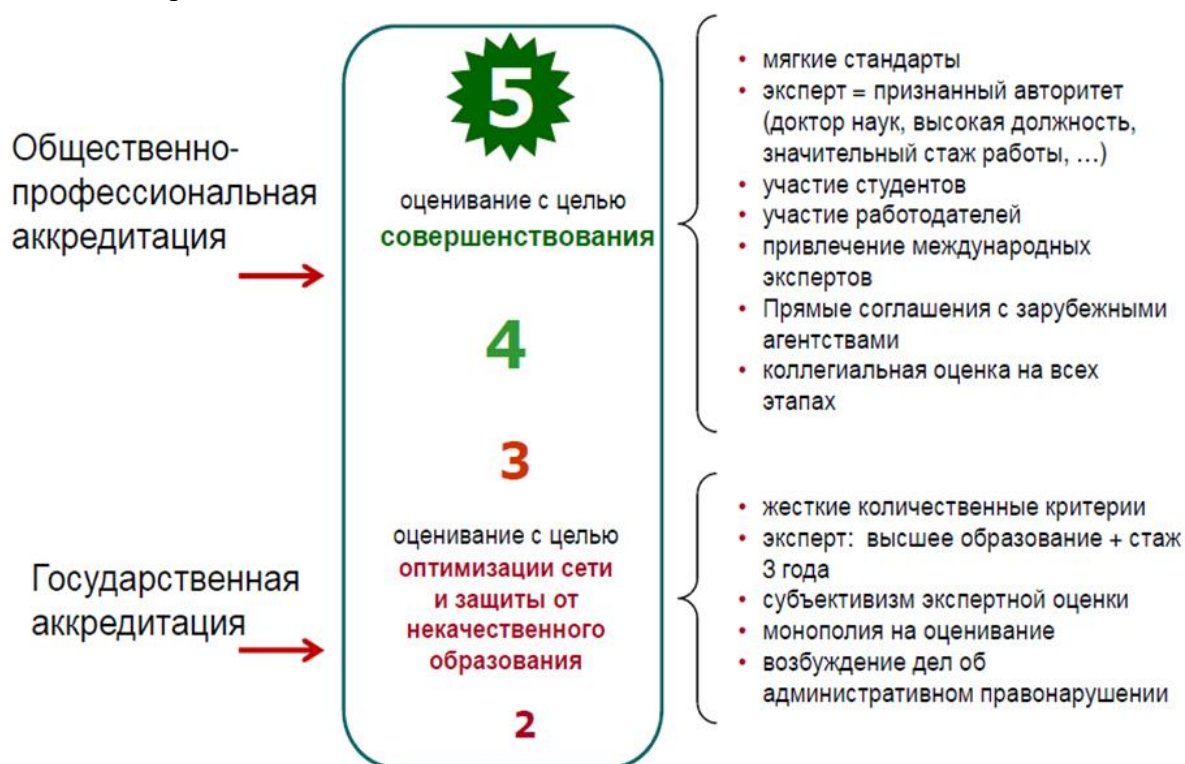 Общественно-
профессиональная
аккредитация
5
оценивание с целью
совершенствования
4
3
оценивание с целью
оптимизации сети
и защиты от
некачественного
образования
2
• мягкие стандарты
• эксперт = признанный авторитет
(доктор наук, высокая должность,
значительный стаж работы, ...)
• участие студентов
• участие работодателей
• привлечение международных
экспертов
• Прямые соглашения с зарубежными
агентствами
• коллегиальная оценка на всех
этапах
Государственная
аккредитация
• жесткие количественные критерии
• эксперт: высшее образование + стаж
3 года
• субъективизм экспертной оценки
• монополия на оценивание
• возбуждение дел об
административном правонарушении